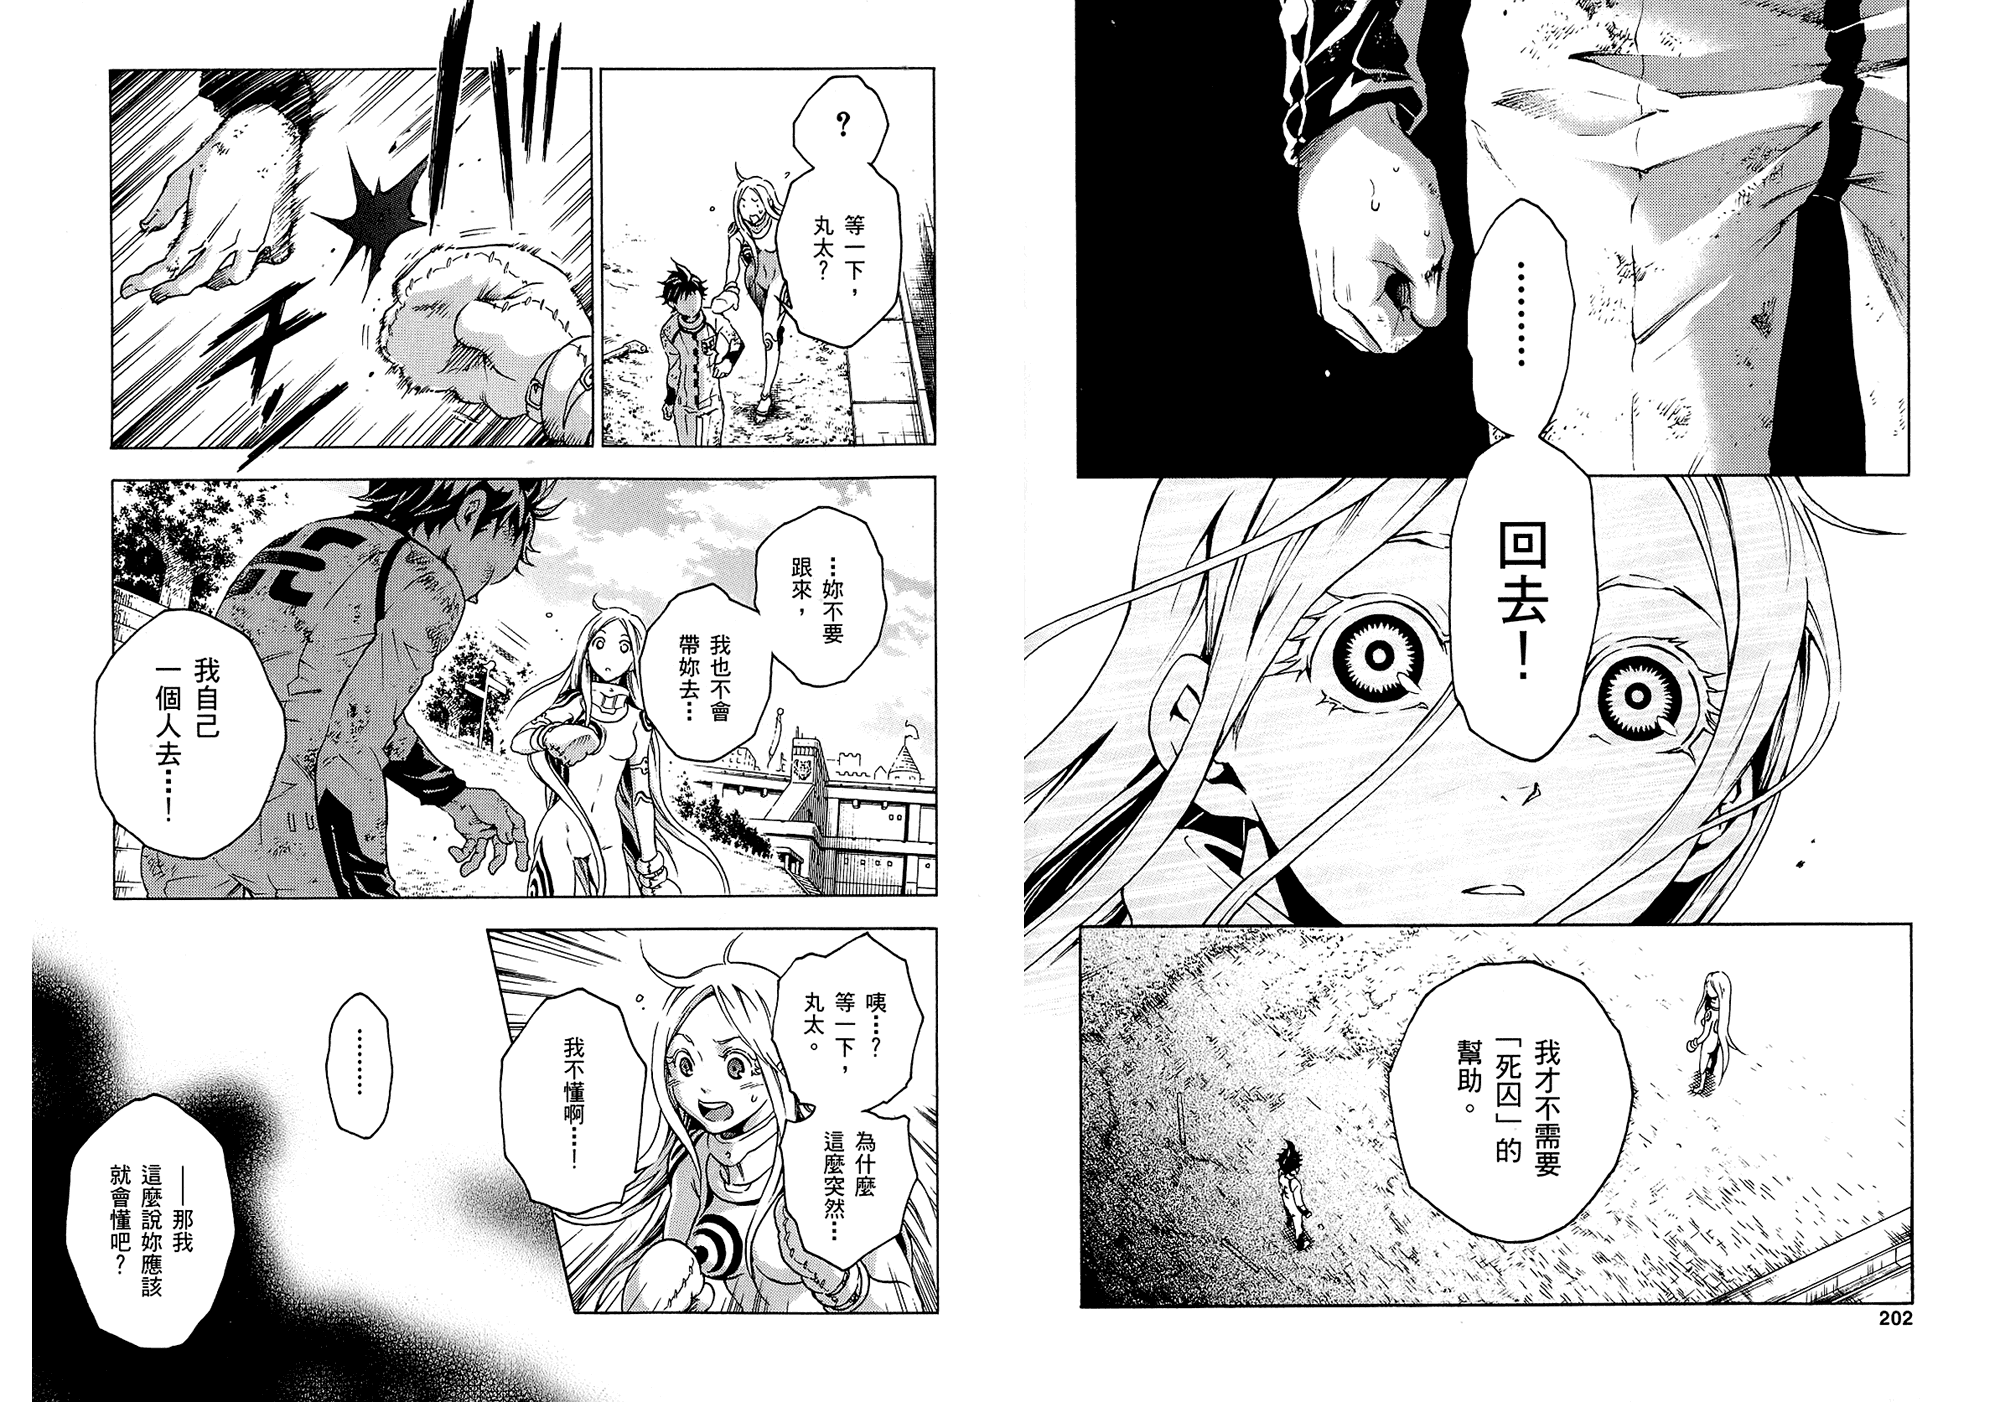 ？
等一下，
丸太？
…妳不要
跟來，
我也不會
帶妳去…
我自己
一個人去…！
咦…？
等一下，
丸太。
為什麼
這麼突然…
我不懂啊…！
………
──那我
這麼說妳應該
就會懂吧？
………
回去！
我才不需要
「死囚」的
幫助。
202